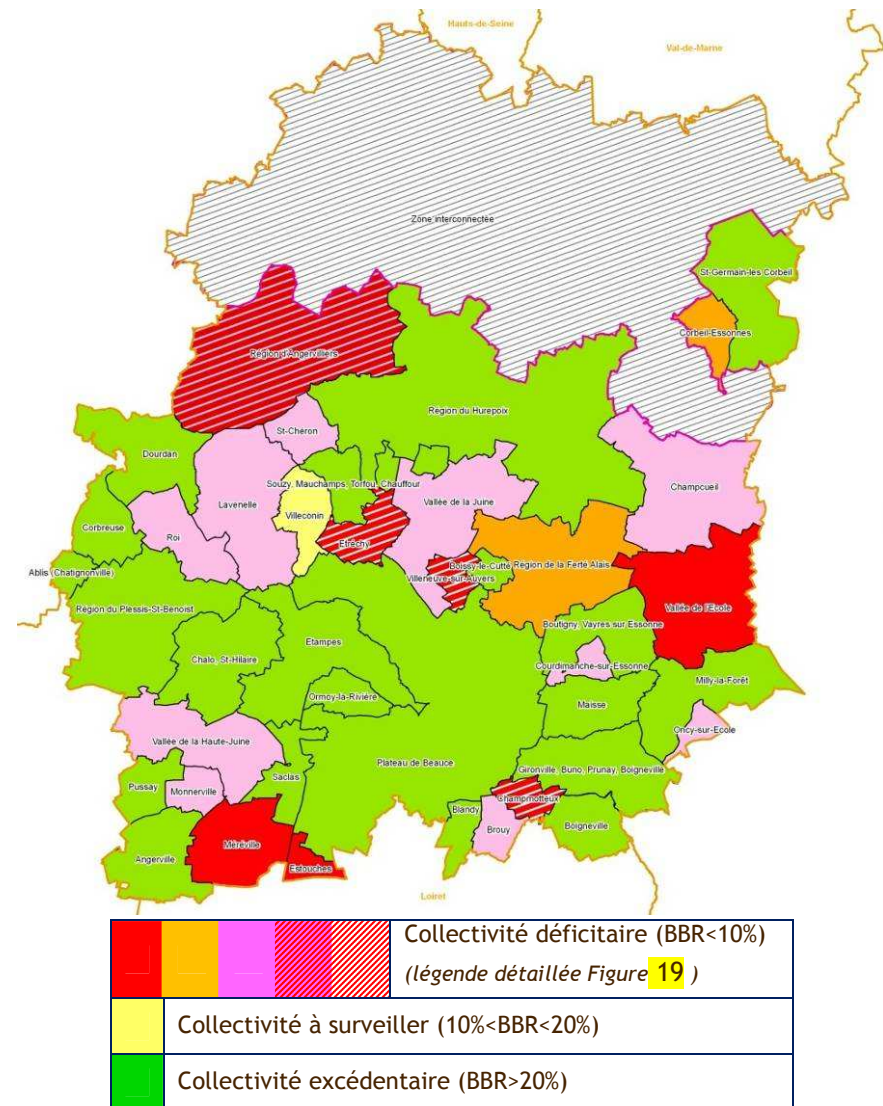 Hauts-de-Seine
Val-de-Marne
Zone interconnectée
St-Germain-les Corbeil
Corbeil-Essonnes
Région d'Angervilliers
Région du Hurepoix
St-Chéron
Dourdan
Souzy, Mauchamps, Torfou, Chauffour
Champcueil
Lavenelle
Villeconin
Vallée de la Juine
Corbreuse
Roi
Etréchy
Boissy-le-Cutté
Région de la Ferté Alais
Ablis (Chatignonville)
Villeneuve-sur-Auvers
Région du Plessis-St-Benoist
Vallée de l'Ecole
Boutigny, Vayres sur Essonne
Etampes
Chalo, St-Hilaire
Courdimanche-sur-Essonne
Milly-la-Forêt
Ormoy-la-Rivière
Maisse
Oncy-sur-Ecole
Vallée de la Haute-Juine
Plateau de Beauce
Gironville, Buno, Prunay, Boigneville
Saclas
Pussay
Monnerville
Champmotteux
Blandy
Brouy
Boigneville
Méréville
Angerville
Estouches
Loiret
Collectivité déficitaire (BBR<10%)
(légende détaillée Figure 19 )
Collectivité à surveiller (10%<BBR<20%)
Collectivité excédentaire (BBR>20%)